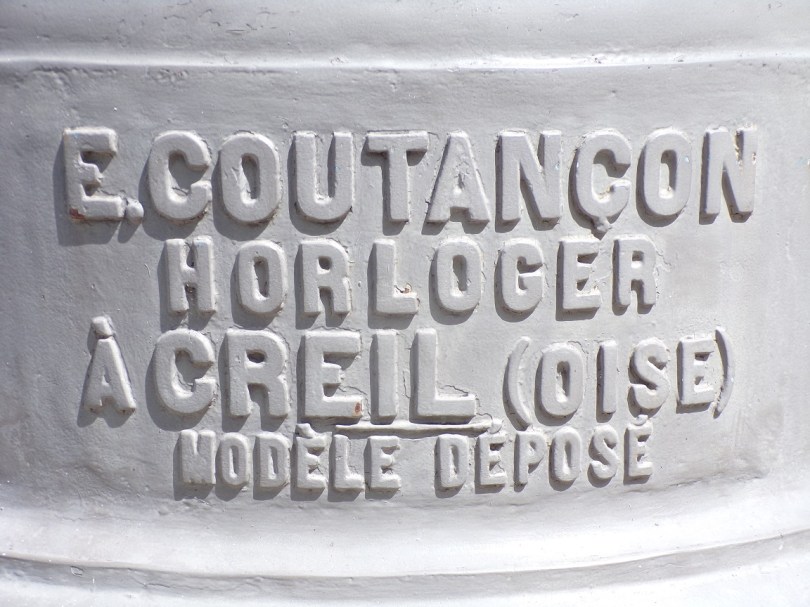 E. COUTANÇON
HORLOGER
À CREIL (OISE)
MODÈLE DÉPOSÉ